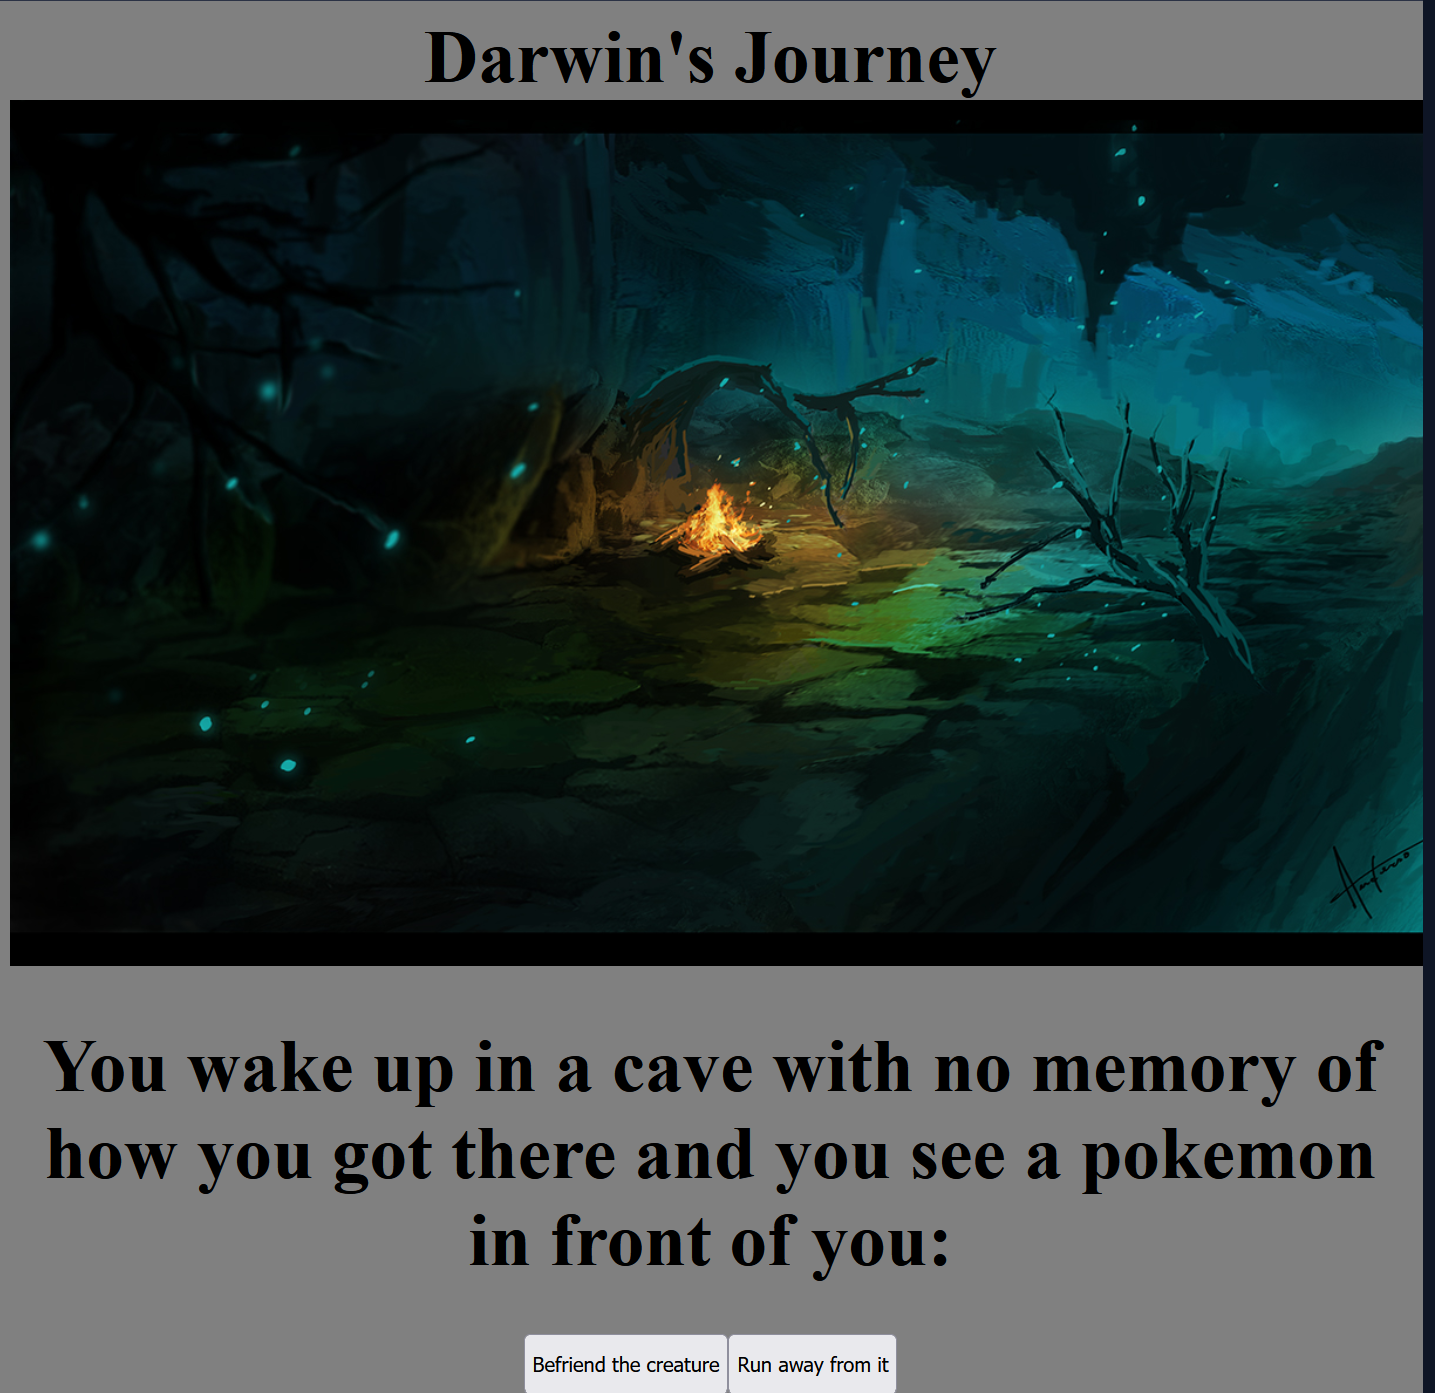 Darwin's Journey
You wake up in a cave with no memory of
how you got there and you see a pokemon
in front of you:
Befriend the creature Run away from it